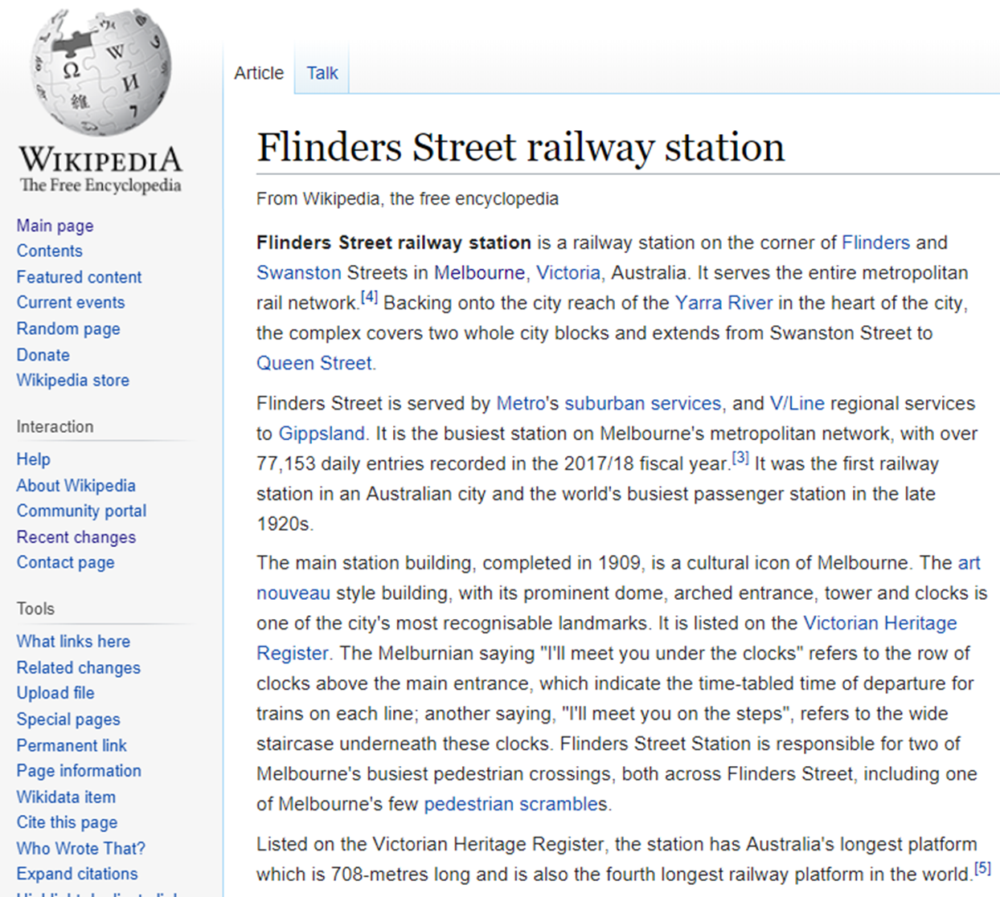 Article
Talk
WIKIPEDIA
The Free Encyclopedia
Main page
Contents
Featured content
Current events
Random page
Donate
Wikipedia store
Interaction
Help
About Wikipedia
Community portal
Recent changes
Contact page
Tools
What links here
Related changes
Upload file
Special pages
Permanent link
Page information
Wikidata item
Cite this page
Who Wrote That?
Expand citations
Flinders Street railway station
From Wikipedia, the free encyclopedia
Flinders Street railway station is a railway station on the corner of Flinders and
Swanston Streets in Melbourne, Victoria, Australia. It serves the entire metropolitan
rail network.[4] Backing onto the city reach of the Yarra River in the heart of the city,
the complex covers two whole city blocks and extends from Swanston Street to
Queen Street.
Flinders Street is served by Metro's suburban services, and V/Line regional services
to Gippsland. It is the busiest station on Melbourne's metropolitan network, with over
77,153 daily entries recorded in the 2017/18 fiscal year.[3] It was the first railway
station in an Australian city and the world's busiest passenger station in the late
1920s.
The main station building, completed in 1909, is a cultural icon of Melbourne. The art
nouveau style building, with its prominent dome, arched entrance, tower and clocks is
one of the city's most recognisable landmarks. It is listed on the Victorian Heritage
Register. The Melburnian saying "I'll meet you under the clocks" refers to the row of
clocks above the main entrance, which indicate the time-tabled time of departure for
trains on each line; another saying, "I'll meet you on the steps", refers to the wide
staircase underneath these clocks. Flinders Street Station is responsible for two of
Melbourne's busiest pedestrian crossings, both across Flinders Street, including one
of Melbourne's few pedestrian scrambles.
Listed on the Victorian Heritage Register, the station has Australia's longest platform
which is 708-metres long and is also the fourth longest railway platform in the world.[5]